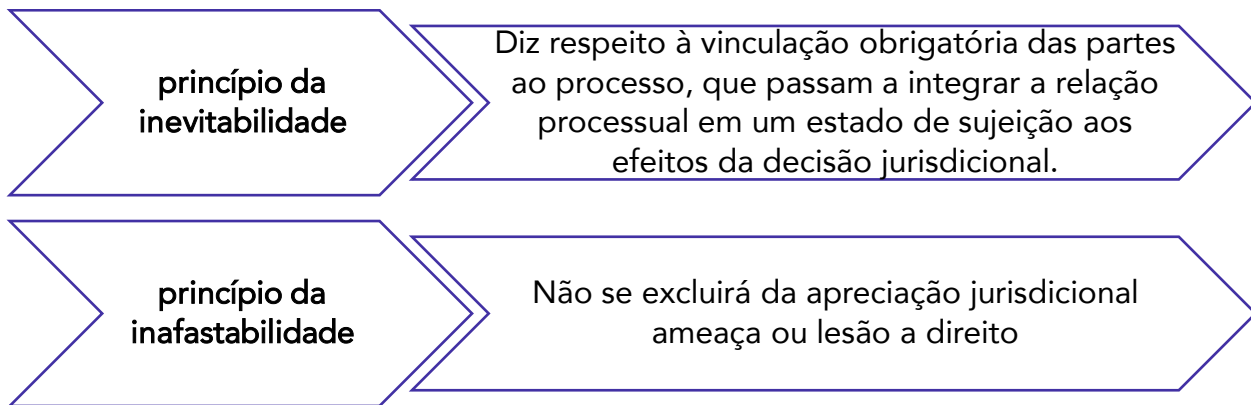 princípio da
inevitabilidade
Diz respeito à vinculação obrigatória das partes
ao processo, que passam a integrar a relação
processual em um estado de sujeição aos
efeitos da decisão jurisdicional.
princípio da
inafastabilidade
Não se excluirá da apreciação jurisdicional
ameaça ou lesão a direito